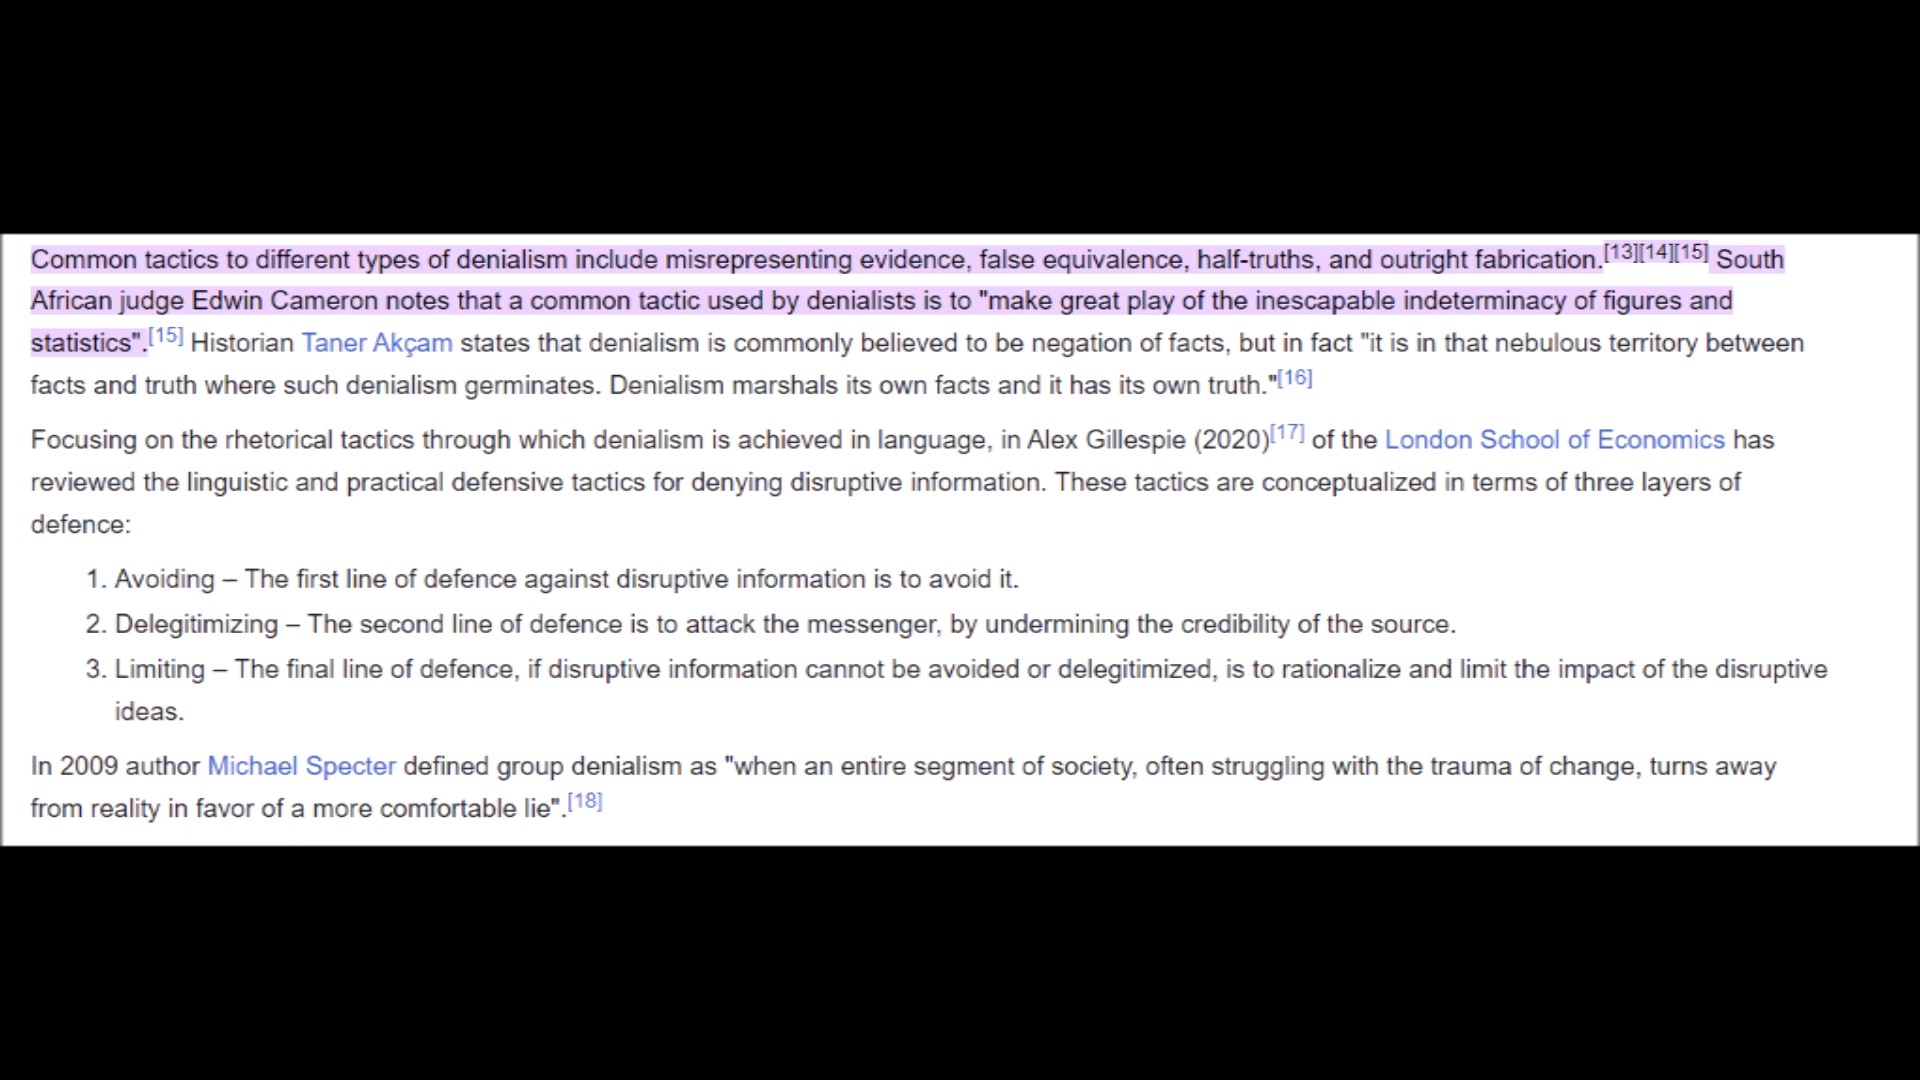 Common tactics to different types of denialism include misrepresenting evidence, false equivalence, half-truths, and outright fabrication.[13][14][15] South
African judge Edwin Cameron notes that a common tactic used by denialists is to "make great play of the inescapable indeterminacy of figures and
statistics".[15] Historian Taner Akçam states that denialism is commonly believed to be negation of facts, but in fact "it is in that nebulous territory between
facts and truth where such denialism germinates. Denialism marshals its own facts and it has its own truth."[16]
Focusing on the rhetorical tactics through which denialism is achieved in language, in Alex Gillespie (2020)[17] of the London School of Economics has
reviewed the linguistic and practical defensive tactics for denying disruptive information. These tactics are conceptualized in terms of three layers of
defence:
1. Avoiding – The first line of defence against disruptive information is to avoid it.
2. Delegitimizing – The second line of defence is to attack the messenger, by undermining the credibility of the source.
3. Limiting – The final line of defence, if disruptive information cannot be avoided or delegitimized, is to rationalize and limit the impact of the disruptive
ideas.
In 2009 author Michael Specter defined group denialism as "when an entire segment of society, often struggling with the trauma of change, turns away
from reality in favor of a more comfortable lie".[18]